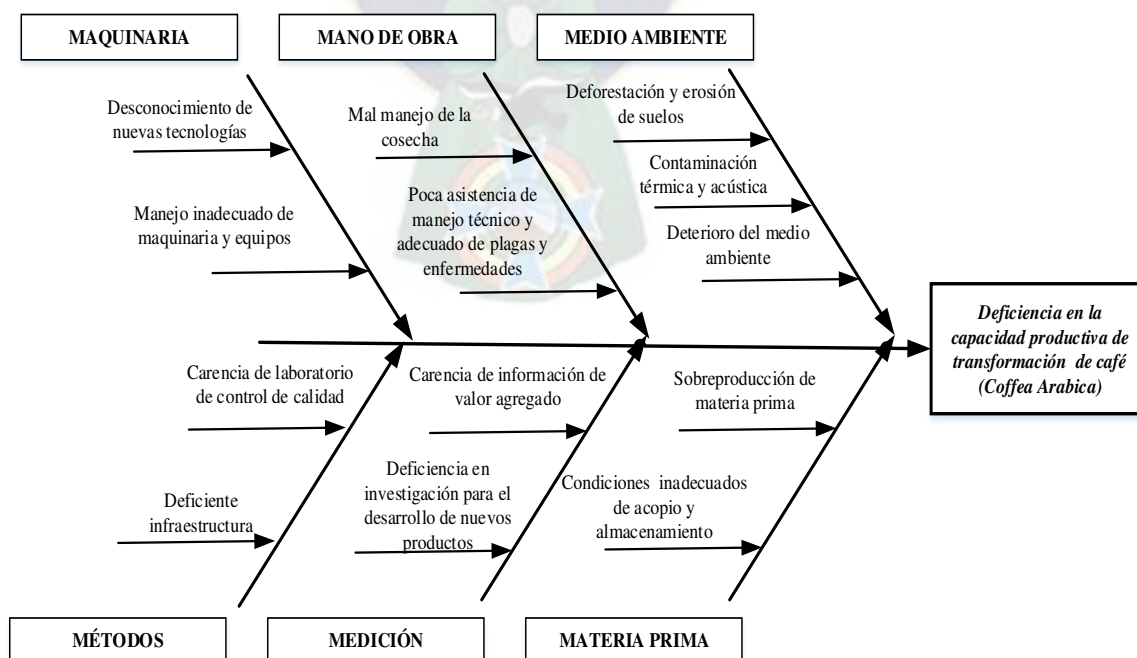 MAQUINARIA
MANO DE OBRA
MEDIO AMBIENTE
Desconocimiento de
nuevas tecnologías
Manejo inadecuado de
maquinaria y equipos
Mal manejo de la
cosecha
Poca asistencia de
manejo técnico y
adecuado de plagas y
enfermedades
Deforestación y erosión
de suelos
Contaminación
térmica y acústica
Deterioro del medio
ambiente
Deficiencia en la
capacidad productiva de
transformación de café
(Coffea Arabica)
Carencia de laboratorio
de control de calidad
Deficiente
infraestructura
Carencia de información de
valor agregado
Deficiencia en
investigación para el
desarrollo de nuevos
productos
Sobreproducción de
materia prima
Condiciones inadecuados
de acopio y
almacenamiento
MÉTODOS
MEDICIÓN
MATERIA PRIMA